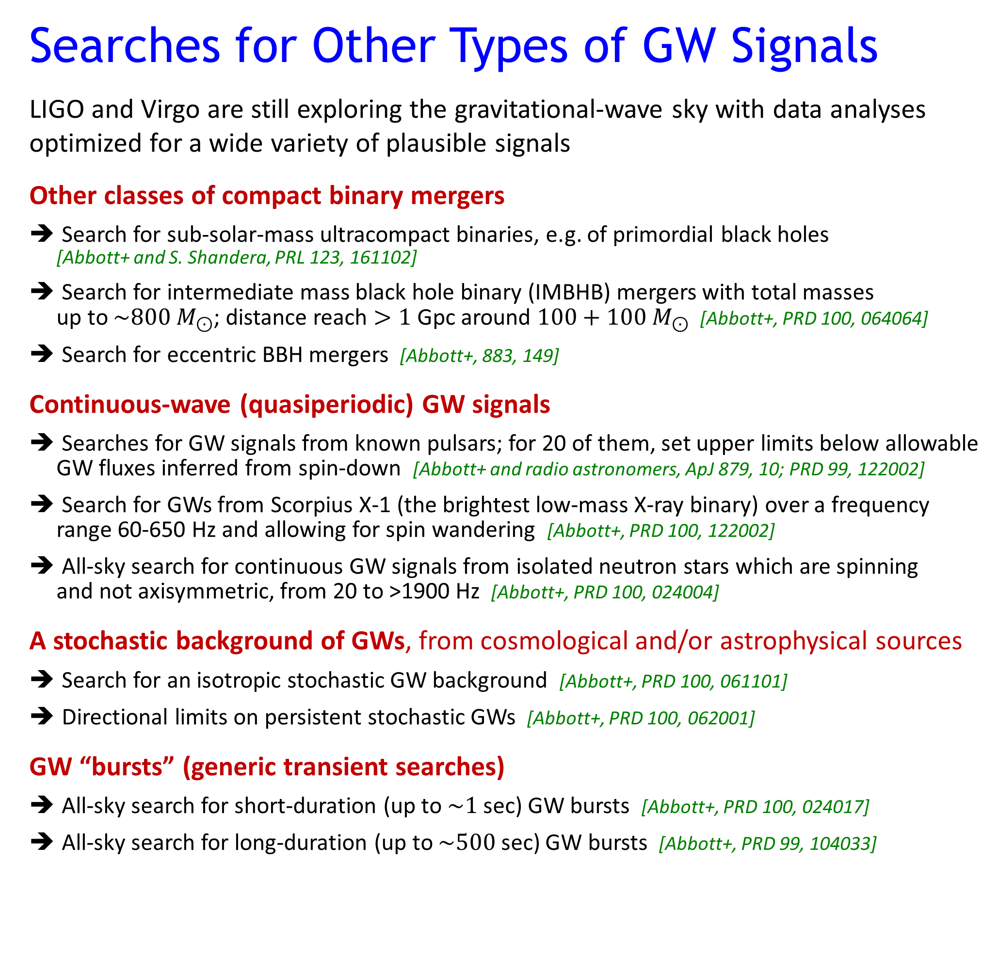 Searches for Other Types of GW Signals
LIGO and Virgo are still exploring the gravitational-wave sky with data analyses
optimized for a wide variety of plausible signals
Other classes of compact binary mergers
➔ Search for sub-solar-mass ultracompact binaries, e.g. of primordial black holes
[Abbott+ and S. Shandera, PRL 123, 161102]
➔ Search for intermediate mass black hole binary (IMBHB) mergers with total masses
up to ~800 M⊙; distance reach > 1 Gpc around 100 + 100 M⊙ [Abbott+, PRD 100, 064064]
➔ Search for eccentric BBH mergers [Abbott+, 883, 149]
Continuous-wave (quasiperiodic) GW signals
➔ Searches for GW signals from known pulsars; for 20 of them, set upper limits below allowable
GW fluxes inferred from spin-down [Abbott+ and radio astronomers, ApJ 879, 10; PRD 99, 122002]
➔ Search for GWs from Scorpius X-1 (the brightest low-mass X-ray binary) over a frequency
range 60-650 Hz and allowing for spin wandering [Abbott+, PRD 100, 122002]
➔ All-sky search for continuous GW signals from isolated neutron stars which are spinning
and not axisymmetric, from 20 to >1900 Hz [Abbott+, PRD 100, 024004]
A stochastic background of GWs, from cosmological and/or astrophysical sources
➔ Search for an isotropic stochastic GW background [Abbott+, PRD 100, 061101]
➔ Directional limits on persistent stochastic GWs [Abbott+, PRD 100, 062001]
GW “bursts” (generic transient searches)
➔ All-sky search for short-duration (up to ~1 sec) GW bursts [Abbott+, PRD 100, 024017]
➔ All-sky search for long-duration (up to ~500 sec) GW bursts [Abbott+, PRD 99, 104033]